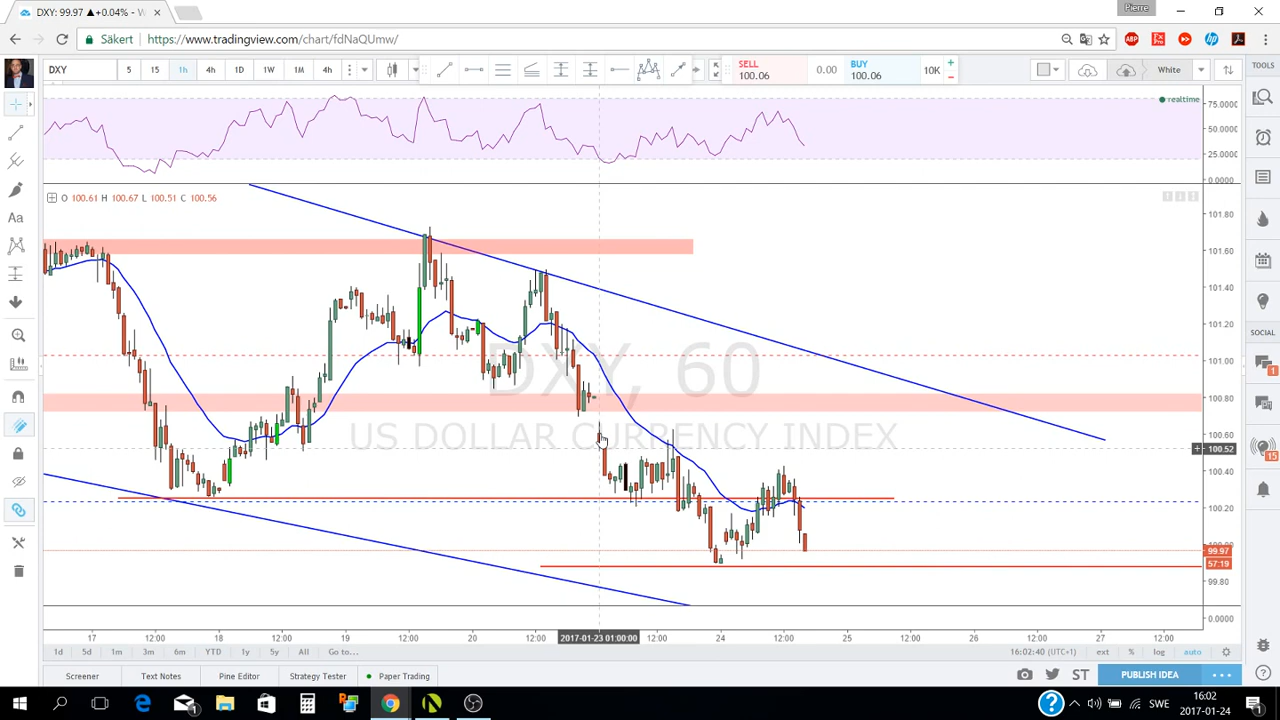 DXY: 99.97 ▲+0.04% - W
Pierre
Säkert https://www.tradingview.com/chart/fdNaQUmw/
DXY 5 15 1h 4h 1D 1W 1M 4h
SELL 100.06 0.00 BUY 100.06 10K
White
TOOLS
realtime
75.0000
50.0000
25.0000
0.0000
O 100.61 H 100.67 L 100.51 C 100.56
101.80
101.60
101.40
101.20
101.00
100.80
100.60
100.52
100.40
100.20
99.97
57:19
99.80
0.0000
DXY, 60
US DOLLAR CURRENCY INDEX
SOCIAL
1
15
17 12:00 18 12:00 19 12:00 20 12:00 2017-01-23 01:00:00 12:00 24 12:00 25 12:00 26 12:00 27 12:00
1d 5d 1m 3m 6m YTD 1y 5y All Go to...
16:02:40 (UTC+1) ext % log auto
Screener Text Notes Pine Editor Strategy Tester Paper Trading
ST PUBLISH IDEA
SWE
16:02
2017-01-24